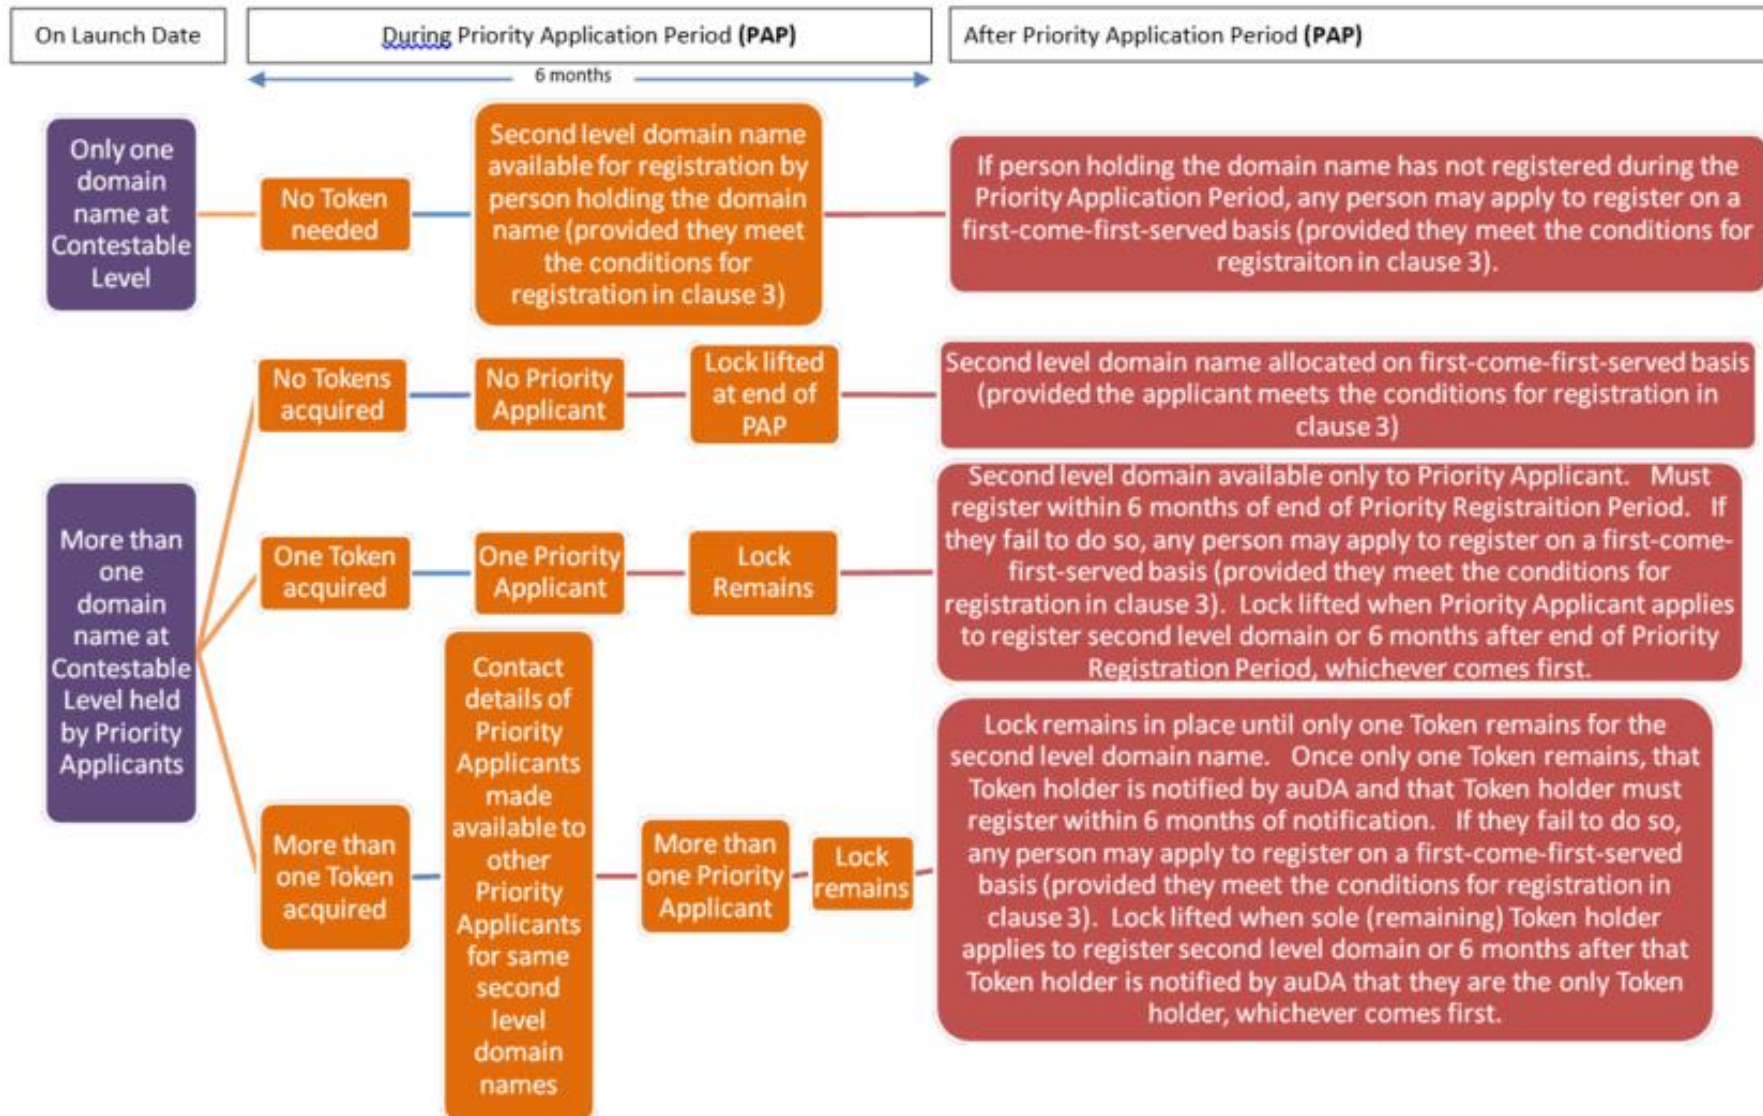 On Launch Date
During Priority Application Period (PAP)
After Priority Application Period (PAP)
6 months
Only one
domain
name at
Contestable
Level
No Token
needed
Second level domain name
available for registration by
person holding the domain
name (provided they meet
the conditions for
registration in clause 3)
If person holding the domain name has not registered during the
Priority Application Period, any person may apply to register on a
first-come-first-served basis (provided they meet the conditions for
registraiton in clause 3).
More than
one
domain
name at
Contestable
Level held
by Priority
Applicants
No Tokens
acquired
No Priority
Applicant
Lock lifted
at end of
PAP
Second level domain name allocated on first-come-first-served basis
(provided the applicant meets the conditions for registration in
clause 3)
One Token
acquired
One Priority
Applicant
Lock
Remains
Second level domain available only to Priority Applicant. Must
register within 6 months of end of Priority Registraition Period. If
they fail to do so, any person may apply to register on a first-come-
first-served basis (provided they meet the conditions for
registration in clause 3). Lock lifted when Priority Applicant applies
to register second level domain or 6 months after end of Priority
Registration Period, whichever comes first.
More than
one Token
acquired
Contact
details of
Priority
Applicants
made
available to
other
Priority
Applicants
for same
second
level
domain
names
More than
one Priority
Applicant
Lock
remains
Lock remains in place until only one Token remains for the
second level domain name. Once only one Token remains, that
Token holder is notified by auDA and that Token holder must
register within 6 months of notification. If they fail to do so,
any person may apply to register on a first-come-first-served
basis (provided they meet the conditions for registration in
clause 3). Lock lifted when sole (remaining) Token holder
applies to register second level domain or 6 months after that
Token holder is notified by auDA that they are the only Token
holder, whichever comes first.